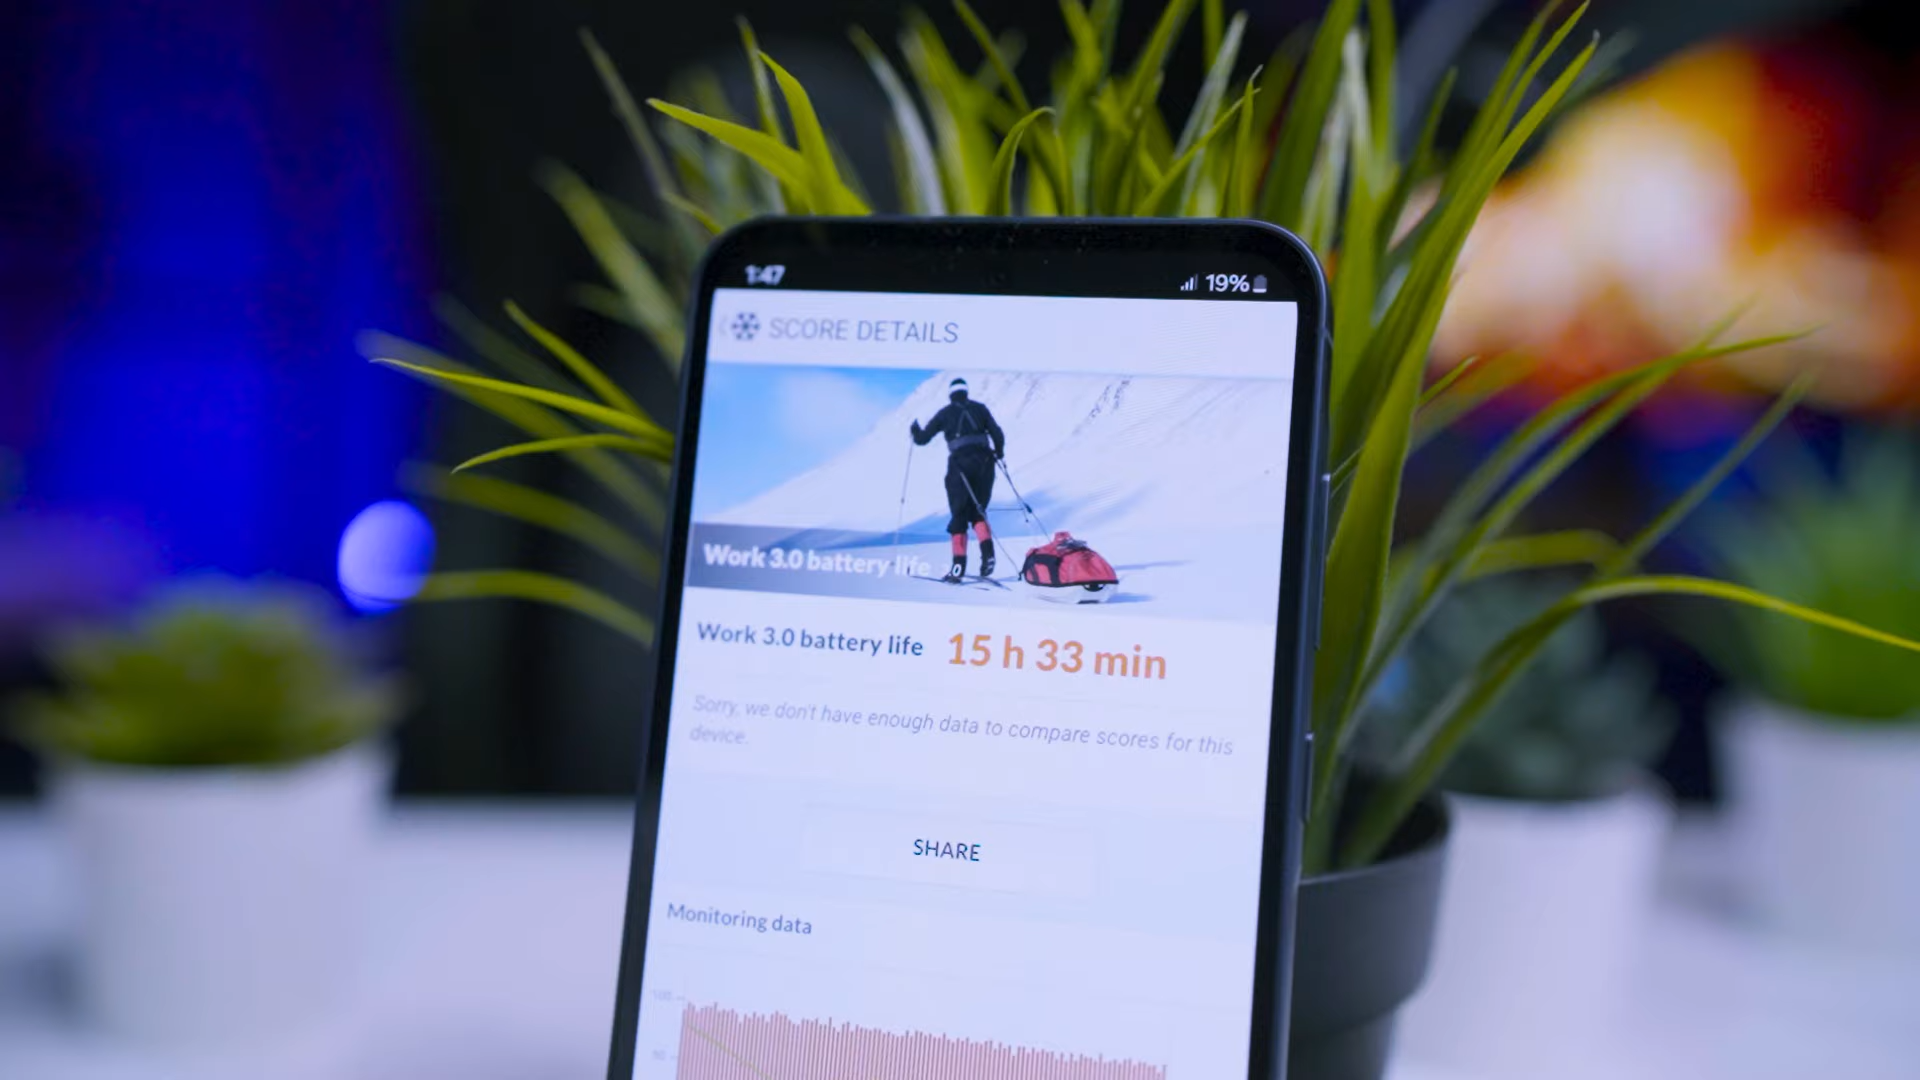 1:47
19%
SCORE DETAILS
Work 3.0 battery life
Work 3.0 battery life 15 h 33 min
Sorry, we don't have enough data to compare scores for this
device.
SHARE
Monitoring data
100